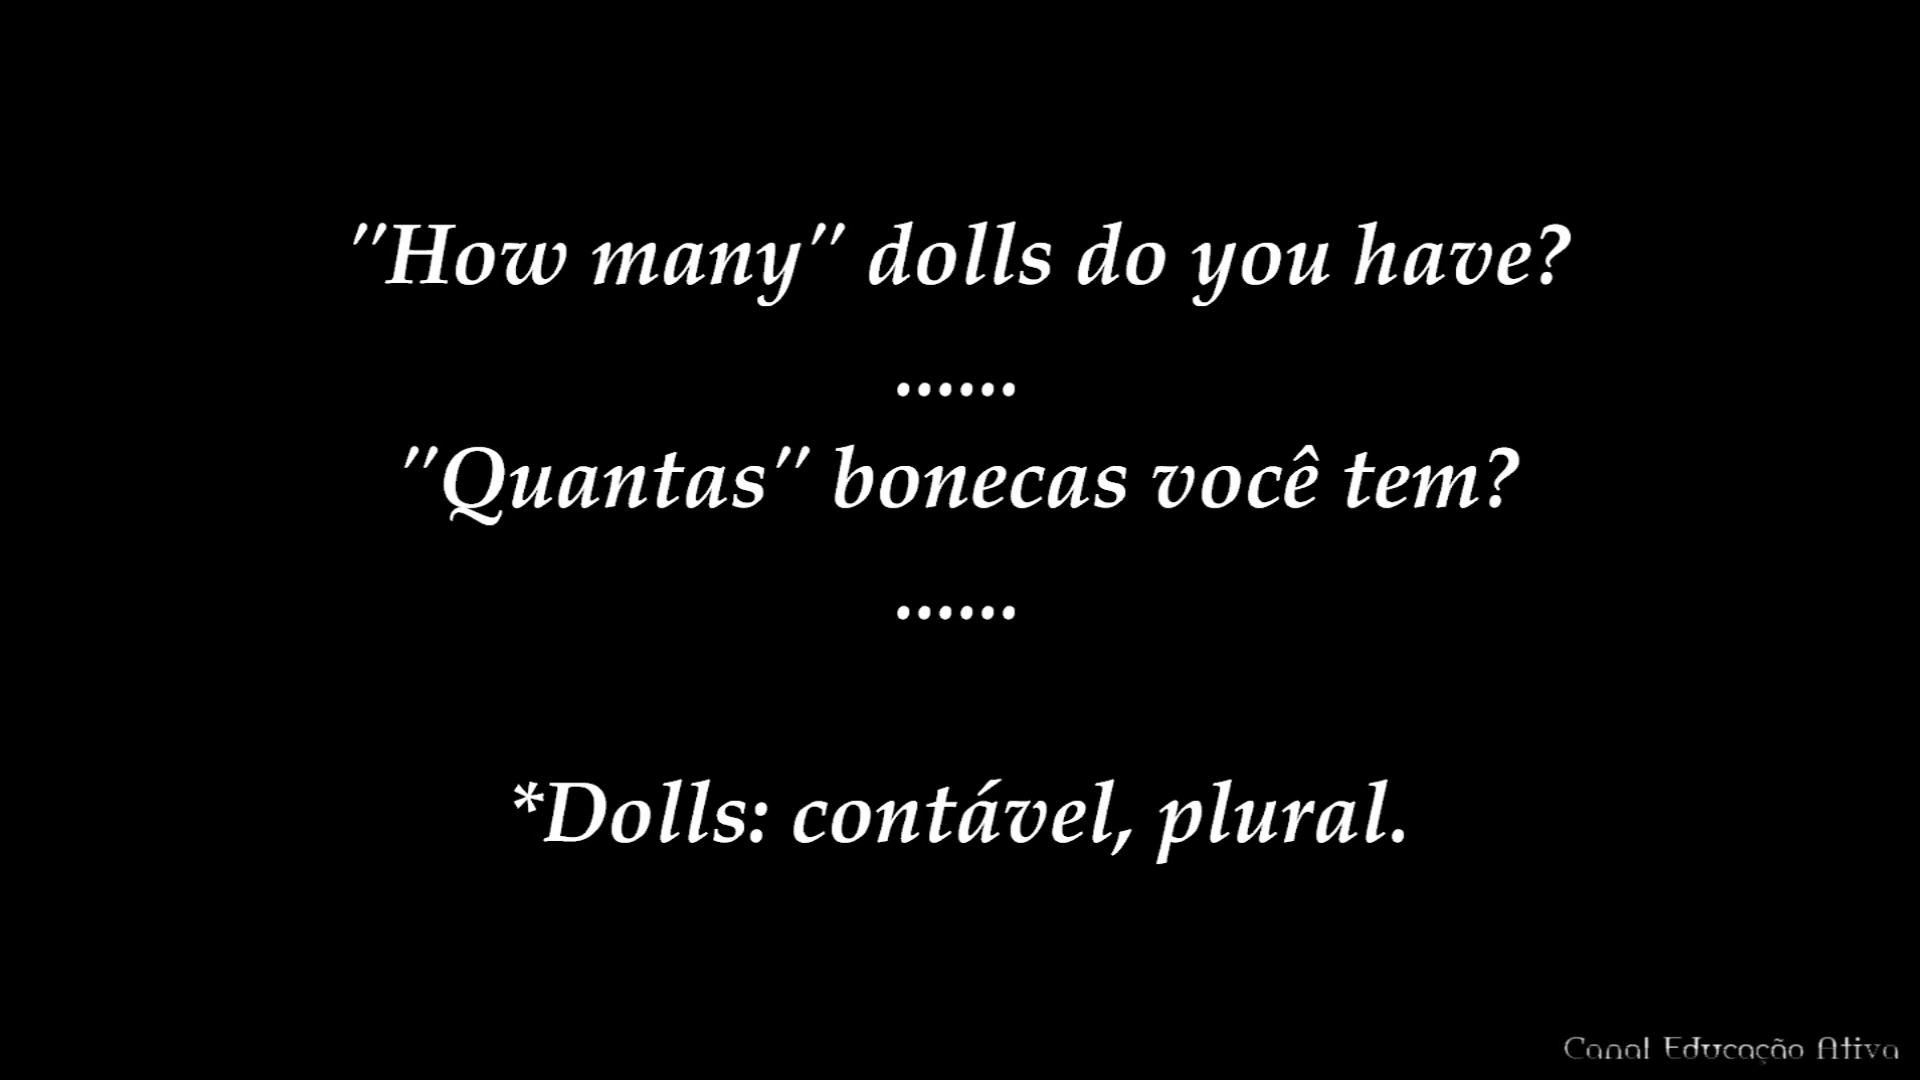 "How many" dolls do you have?
......
"Quantas" bonecas você tem?
......
*Dolls: contável, plural.
Canal Educação Ativa